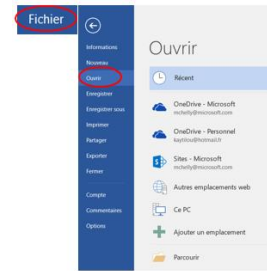 Fichier
Informations
Nouveau
Ouvrir
Enregistrer
Enregistrer sous
Imprimer
Partager
Exporter
Fermer
Compte
Commentaires
Options
Ouvrir
Récent
OneDrive - Microsoft
OneDrive - Personnel
Sites - Microsoft
Autres emplacements web
Ce PC
Ajouter un emplacement
Parcourir